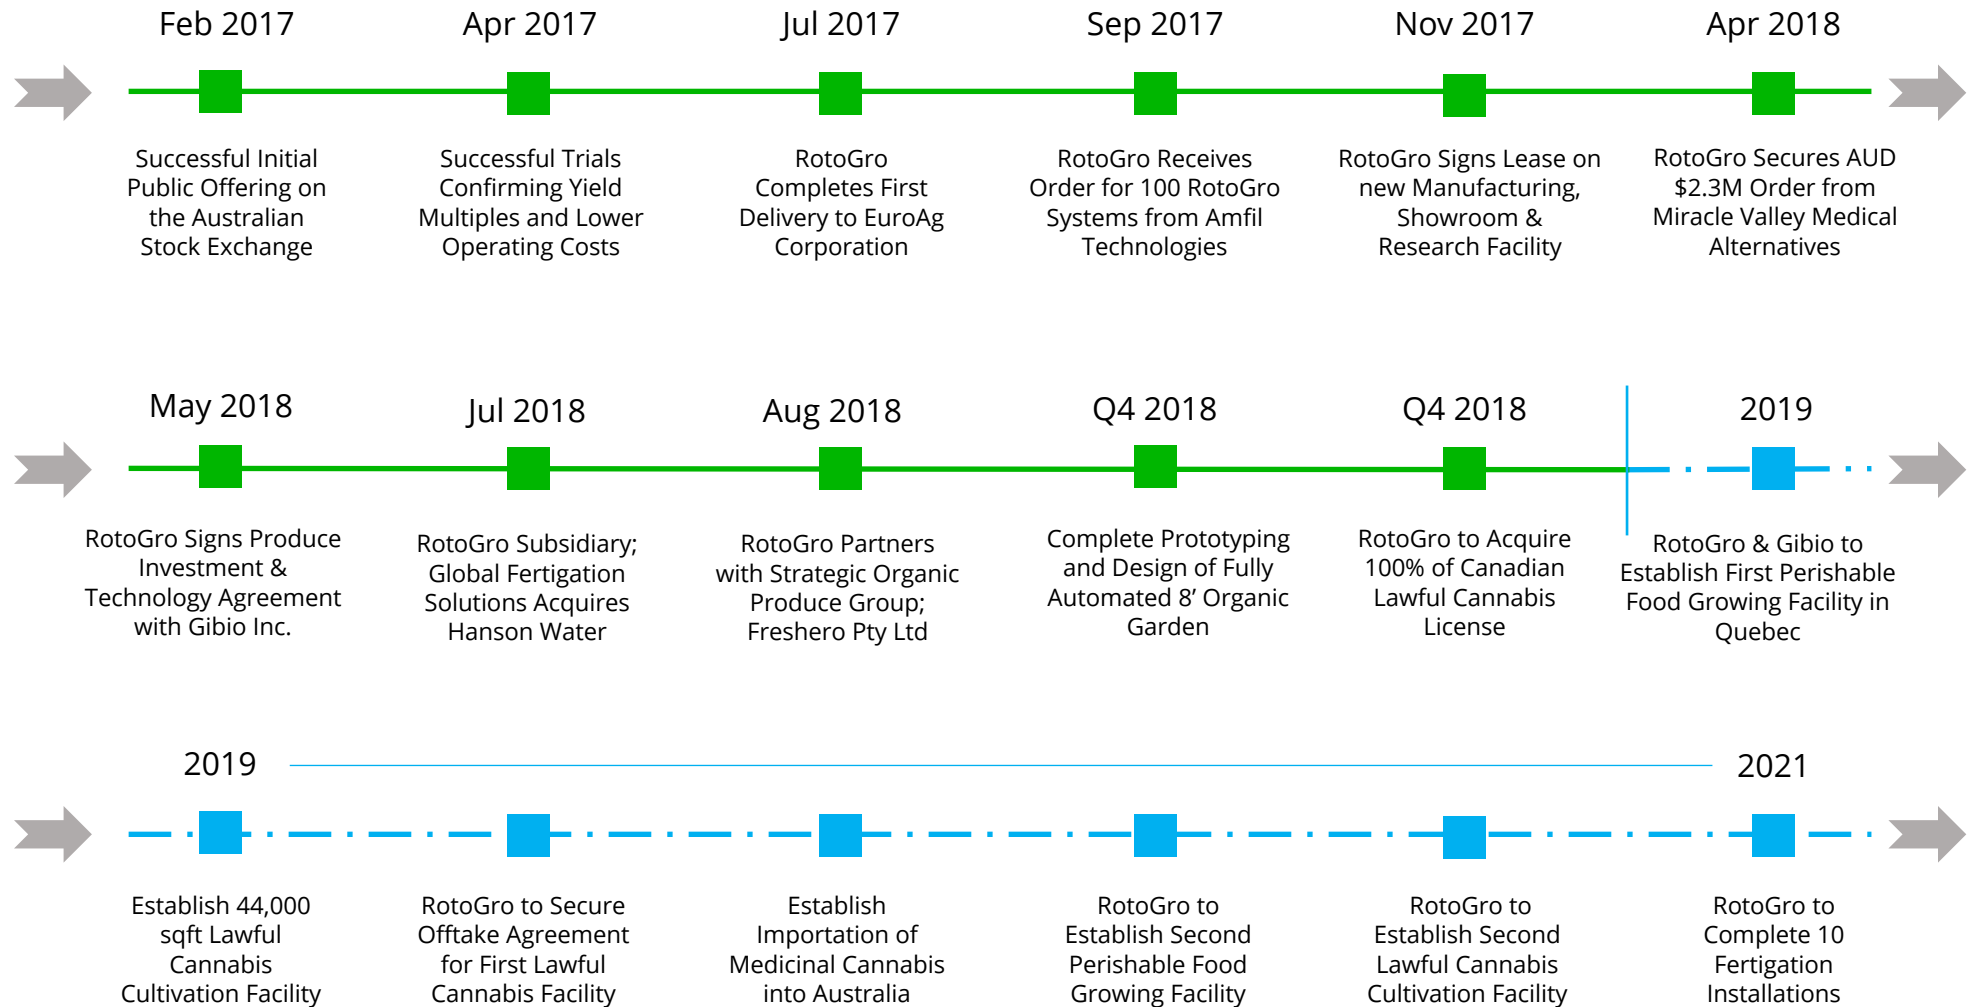 Feb 2017
Apr 2017
Jul 2017
Sep 2017
Nov 2017
Apr 2018
Successful Initial
Public Offering on
the Australian
Stock Exchange
Successful Trials
Confirming Yield
Multiples and Lower
Operating Costs
RotoGro
Completes First
Delivery to EuroAg
Corporation
RotoGro Receives
Order for 100 RotoGro
Systems from Amfil
Technologies
RotoGro Signs Lease on
new Manufacturing,
Showroom &
Research Facility
RotoGro Secures AUD
$2.3M Order from
Miracle Valley Medical
Alternatives
May 2018
Jul 2018
Aug 2018
Q4 2018
Q4 2018
2019
RotoGro Signs Produce
Investment &
Technology Agreement
with Gibio Inc.
RotoGro Subsidiary;
Global Fertigation
Solutions Acquires
Hanson Water
RotoGro Partners
with Strategic Organic
Produce Group;
Freshero Pty Ltd
Complete Prototyping
and Design of Fully
Automated 8’ Organic
Garden
RotoGro to Acquire
100% of Canadian
Lawful Cannabis
License
RotoGro & Gibio to
Establish First Perishable
Food Growing Facility in
Quebec
2019
2021
Establish 44,000
sqft Lawful
Cannabis
Cultivation Facility
RotoGro to Secure
Offtake Agreement
for First Lawful
Cannabis Facility
Establish
Importation of
Medicinal Cannabis
into Australia
RotoGro to
Establish Second
Perishable Food
Growing Facility
RotoGro to
Establish Second
Lawful Cannabis
Cultivation Facility
RotoGro to
Complete 10
Fertigation
Installations